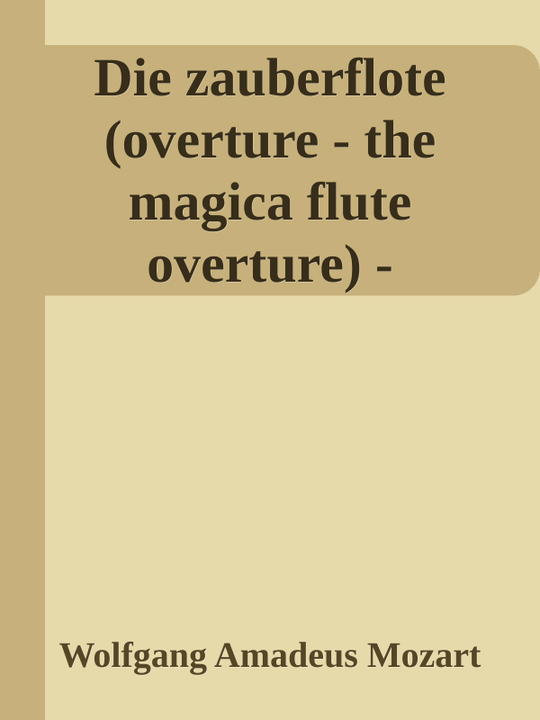 Die zauberflote
(overture - the
magica flute
overture) -
Wolfgang Amadeus Mozart